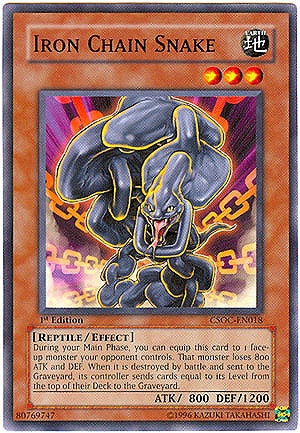 IRON CHAIN SNAKE
EARTH
地
1st Edition
CSOC-EN018
[REPTILE / EFFECT]
During your Main Phase, you can equip this card to 1 face-
up monster your opponent controls. That monster loses 800
ATK and DEF. When it is destroyed by battle and sent to the
Graveyard, its controller sends cards equal to its Level from
the top of their Deck to the Graveyard.
ATK/ 800 DEF/1200
80769747
©1996 KAZUKI TAKAHASHI